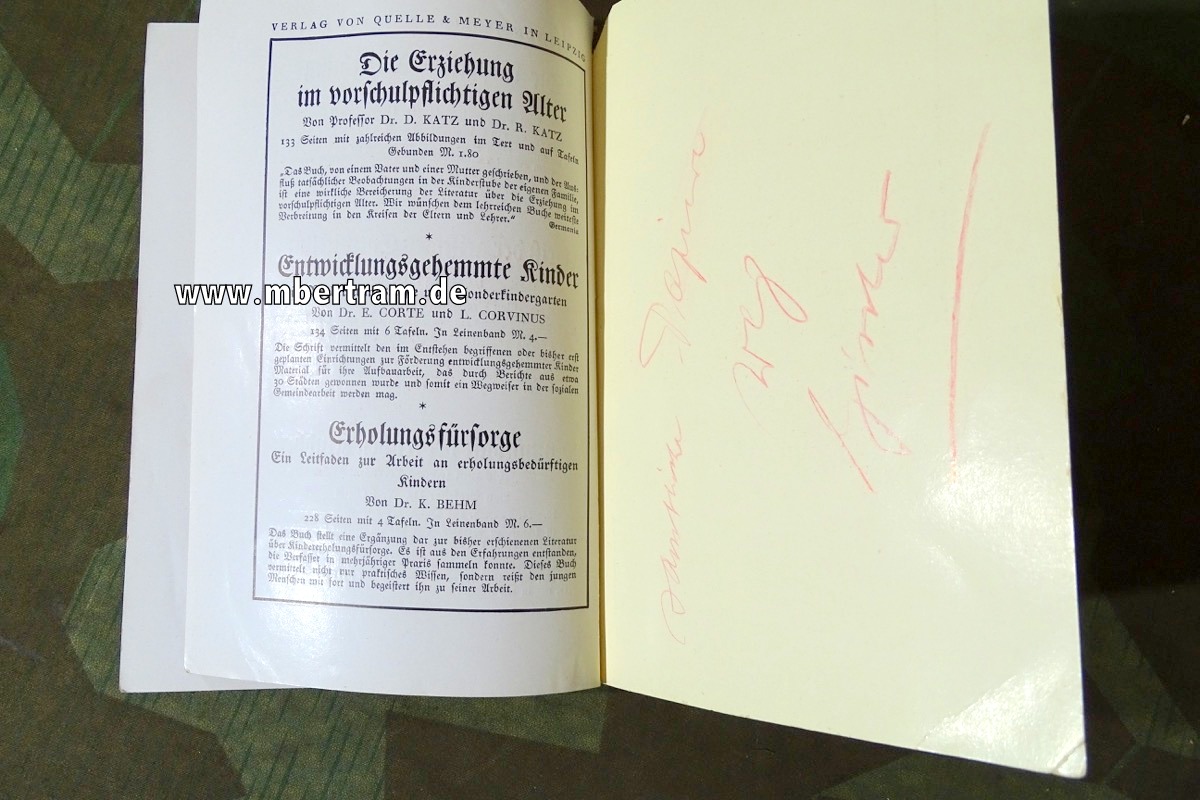 VERLAG VON QUELLE & MEYER IN LEIPZIG
Die Erziehung
im vorschulpflichtigen Alter
Von Professor Dr. D. KATZ und Dr. R. KATZ
133 Seiten mit zahlreichen Abbildungen im Text und auf Tafeln
Gebunden M. 1.80
„Das Buch, von einem Vater und einer Mutter geschrieben, und der Aus-
fluß tatsächlicher Beobachtungen in der Kinderstube der eigenen Familie,
ist eine wirkliche Bereicherung der Literatur über die Erziehung im
vorschulpflichtigen Alter. Wir wünschen dem lehrreichen Buche weiteste
Verbreitung in den Kreisen der Eltern und Lehrer.“
Germania
*
Entwicklungsgehemmte Kinder
www.mbertram.de
onderkindergarten
Von Dr. E. CORTE und L. CORVINUS
134 Seiten mit 6 Tafeln. In Leinenband M. 4.—
Die Schrift vermittelt den im Entstehen begriffenen oder bisher erst
geplanten Einrichtungen zur Förderung entwicklungsgehemmter Kinder
Material für ihre Aufbauarbeit, das durch Berichte aus etwa
30 Städten gewonnen wurde und somit ein Wegweiser in der sozialen
Gemeindearbeit werden mag.
*
Erholungsfürsorge
Ein Leitfaden zur Arbeit an erholungsbedürftigen
Kindern
Von Dr. K. BEHM
228 Seiten mit 4 Tafeln. In Leinenband M. 6.—
Das Buch stellt eine Ergänzung dar zur bisher erschienenen Literatur
über Kindererholungsfürsorge. Es ist aus den Erfahrungen entstanden,
die Verfasser in mehrjähriger Praxis sammeln konnte. Dieses Buch
vermittelt nicht nur praktisches Wissen, sondern reißt den jungen
Menschen mit fort und begeistert ihn zu seiner Arbeit.